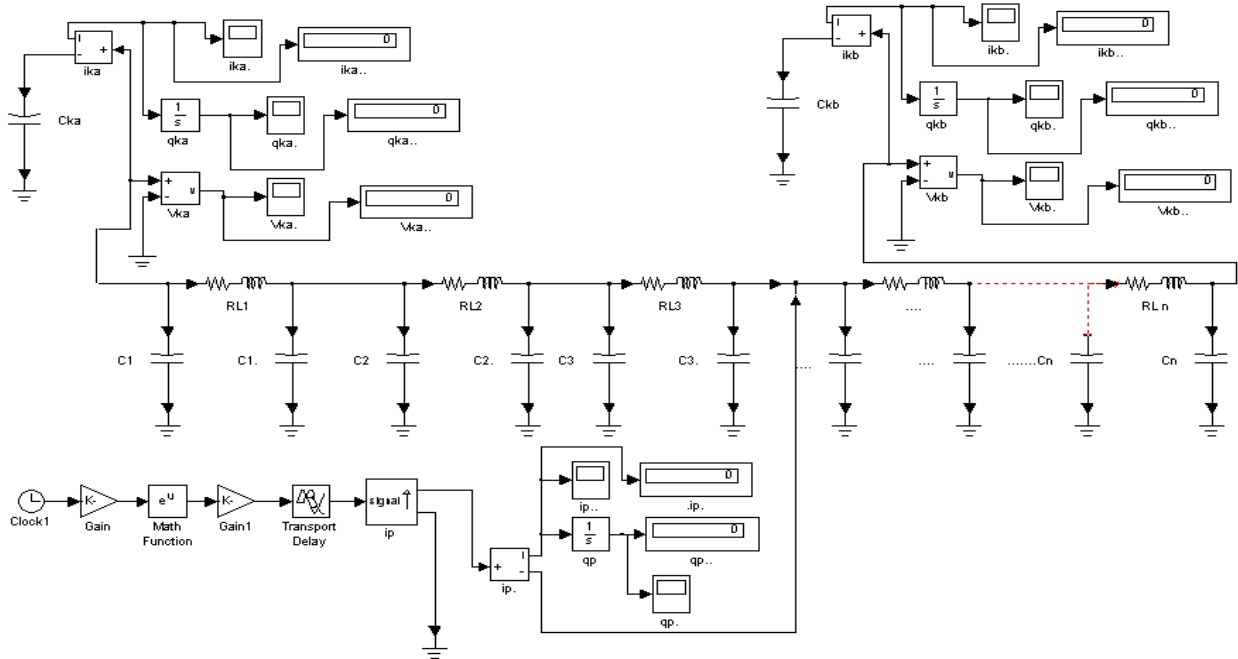 i
+
-
ika
ika.
0
ika..
Cka
1
s
qka
qka.
0
qka..
+
-
u
Vka
Vka.
0
Vka..
i
+
-
ikb
ikb.
0
ikb..
Ckb
1
s
qkb
qkb.
0
qkb..
+
-
u
Vkb
Vkb.
0
Vkb..
RL1
RL2
RL3
....
RL n
C1
C1.
C2
C2.
C3
C3.
....
....
.......Cn
Cn
Clock1
K-
Gain
e^u
Math
Function
K-
Gain1
Transport
Delay
signal
ip
+
i
-
ip.
ip..
0
.ip.
1
s
qp
0
qp..
qp.